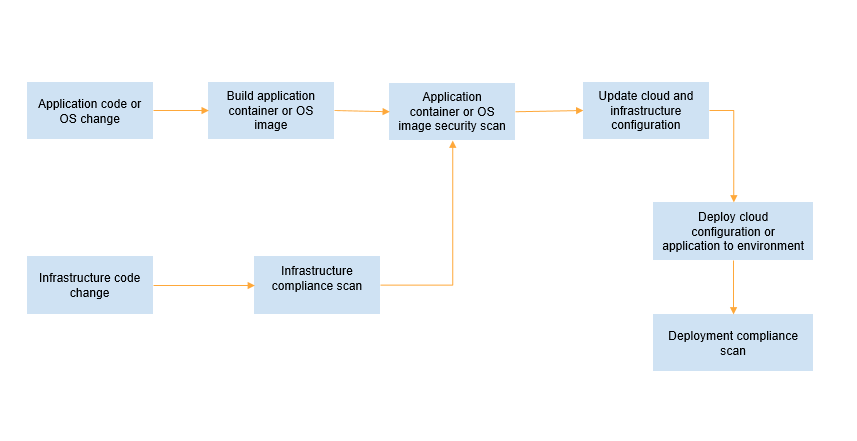 Application code or
OS change
Build application
container or OS
image
Application
container or OS
image security scan
Update cloud and
infrastructure
configuration
Deploy cloud
configuration or
application to environment
Infrastructure code
change
Infrastructure
compliance scan
Deployment compliance
scan